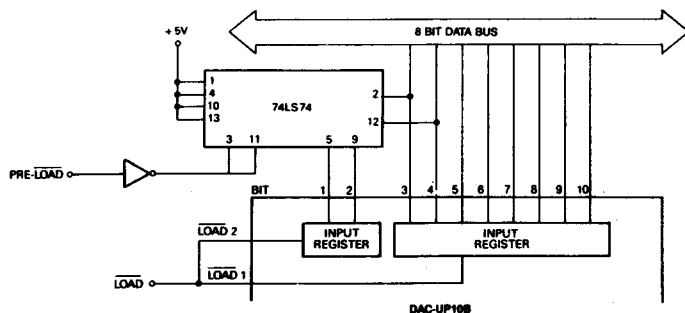 8 BIT DATA BUS
+ 5V
1
4
10
13
74LS74
2
12
3 11 5 9
PRE-LOAD
BIT 1 2 3 4 5 6 7 8 9 10
INPUT
REGISTER
INPUT
REGISTER
LOAD 2
LOAD 1
LOAD
DAC-UP10B